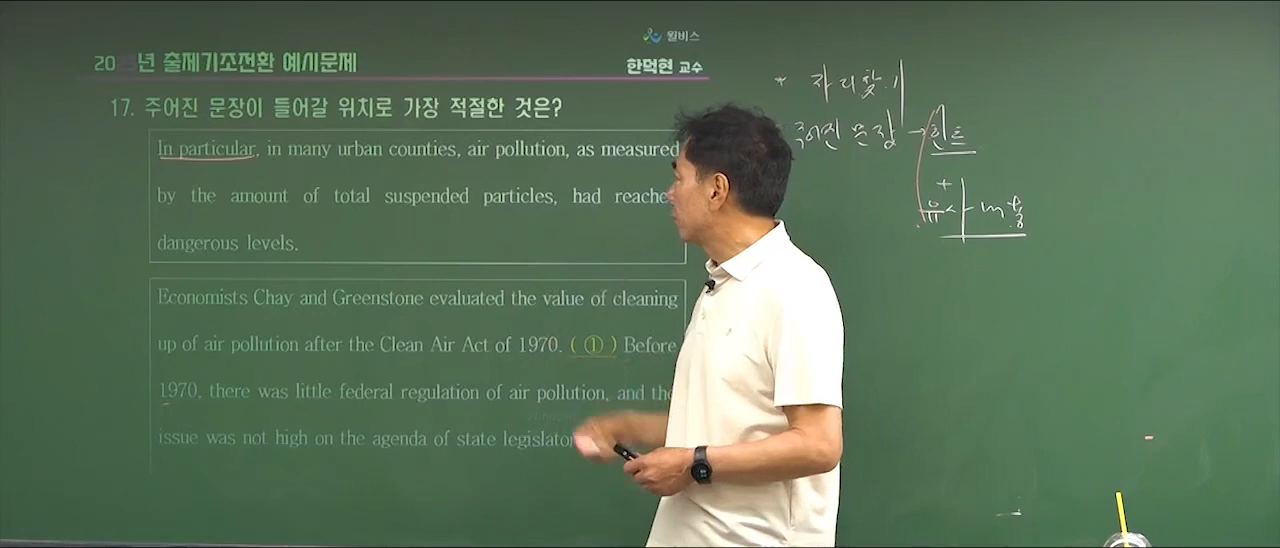 윌비스
20 년 출제기조전환 예시문제
한덕현 교수
17. 주어진 문장이 들어갈 위치로 가장 적절한 것은?
In particular, in many urban counties, air pollution, as measured
by the amount of total suspended particles, had reache
dangerous levels.
Economists Chay and Greenstone evaluated the value of cleaning
up of air pollution after the Clean Air Act of 1970. ( ① ) Before
1970, there was little federal regulation of air pollution, and the
issue was not high on the agenda of state legislator
* 자리찾기
주어진 문장 → 힌트
+
유사